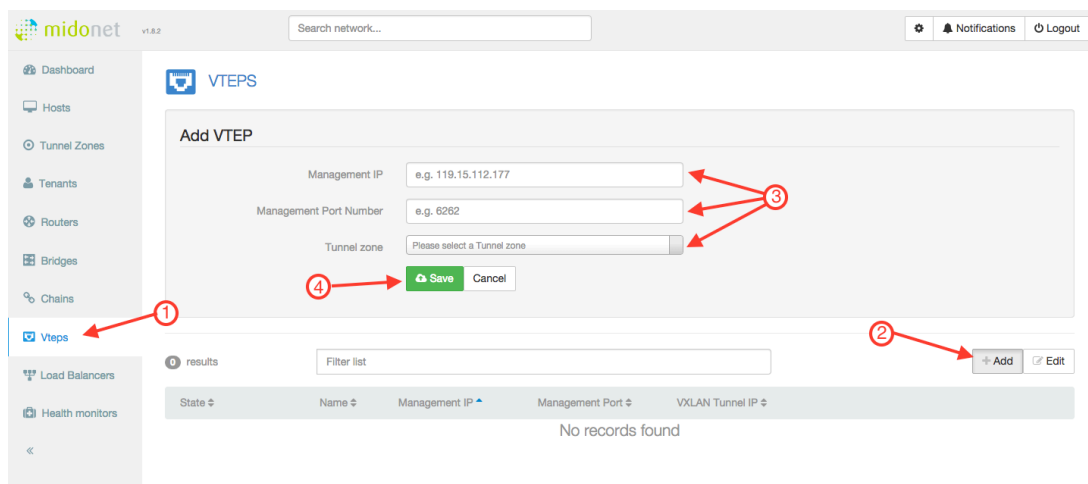 midonet v1.8.2 Search network... Notifications Logout
Dashboard
VTEPS
Hosts
Add VTEP
Tunnel Zones
Management IP e.g. 119.15.112.177
Tenants
3
Management Port Number e.g. 6262
Routers
Tunnel zone Please select a Tunnel zone
Bridges
4 Save Cancel
Chains
1
Vteps
2
0 results Filter list + Add Edit
Load Balancers
State Name Management IP Management Port VXLAN Tunnel IP
Health monitors
No records found
«